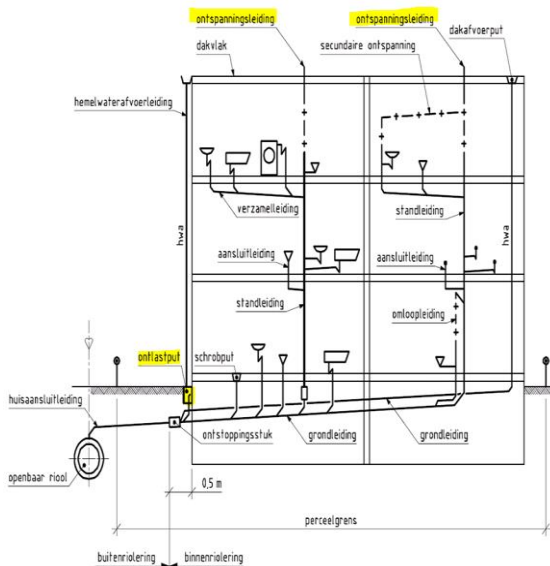 ontspanningsleiding
ontspanningsleiding
dakafvoerput
dakvlak
secundaire ontspanning
hemelwaterafvoerleiding
verzamelleiding
standleiding
hwa
hwa
aansluitleiding
aansluitleiding
standleiding
omloopleiding
ontlastput
schrobput
huisaansluitleiding
ontstoppingsstuk
grondleiding
grondleiding
openbaar riool
0,5 m
perceelgrens
buitenriolering
binnenriolering